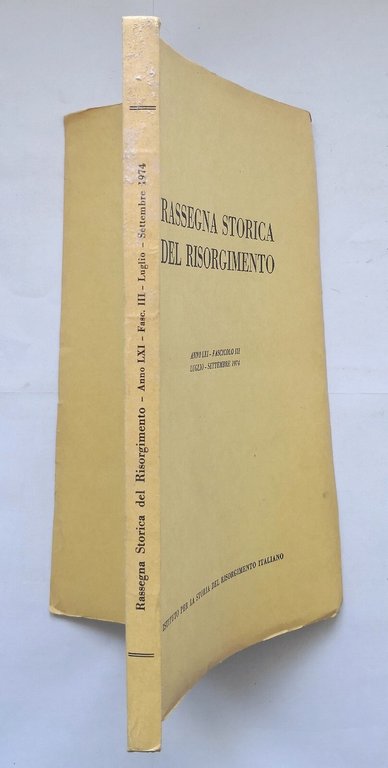 Rassegna Storica del Risorgimento – Anno LXI – Fasc. III – Luglio – Settembre 1974
RASSEGNA STORICA
DEL RISORGIMENTO
ANNO LXI - FASCICOLO III
LUGLIO - SETTEMBRE 1974
ISTITUTO PER LA STORIA DEL RISORGIMENTO ITALIANO